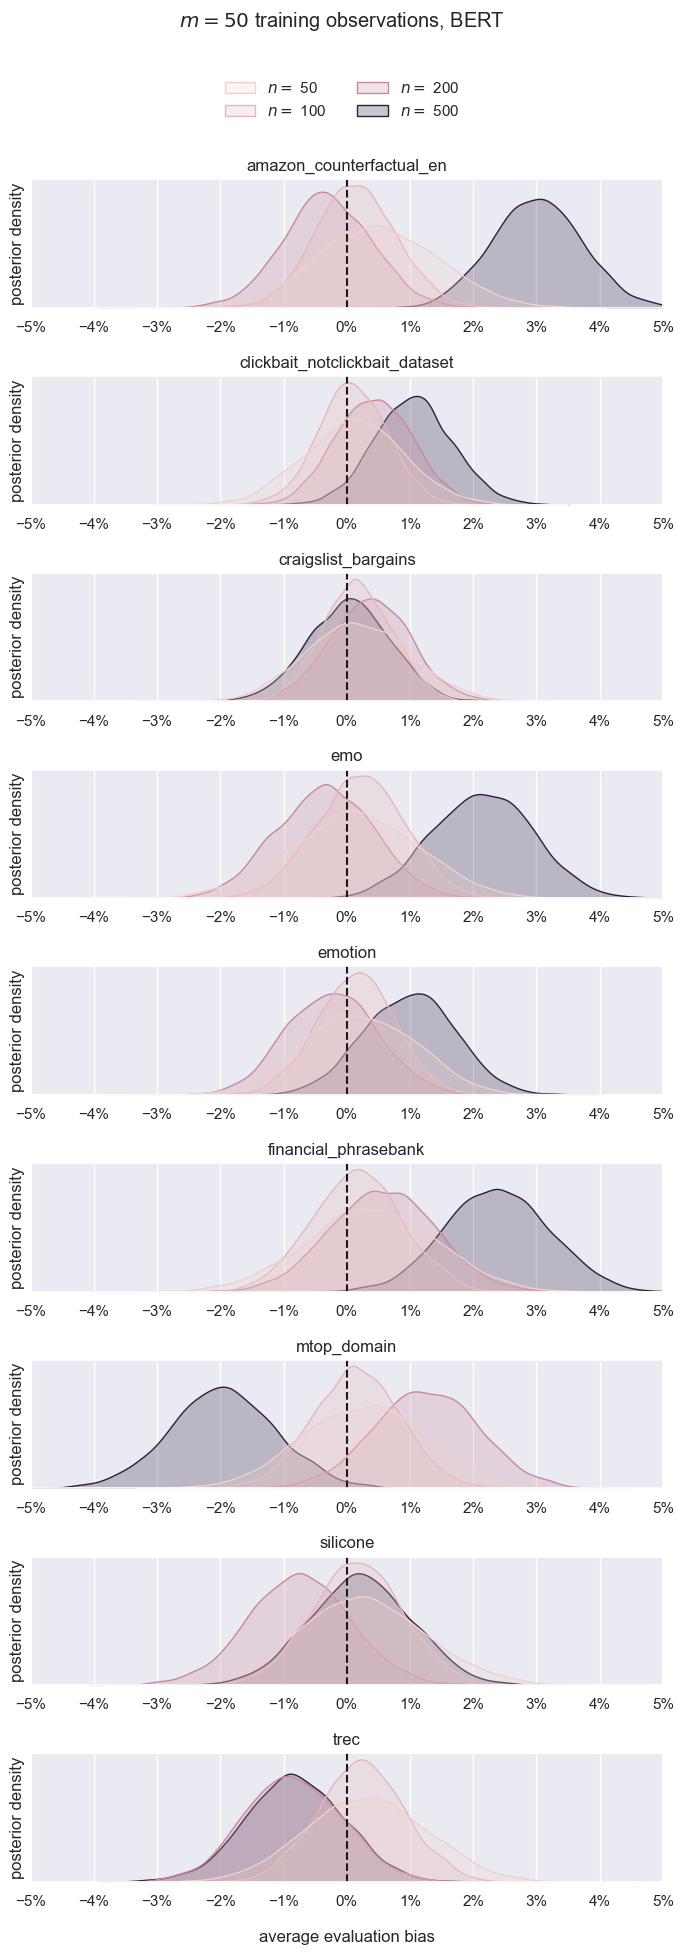 m = 50 training observations, BERT
n = 50 n = 200
n = 100 n = 500
amazon_counterfactual_en
posterior density
−5% −4% −3% −2% −1% 0% 1% 2% 3% 4% 5%
clickbait_notclickbait_dataset
posterior density
−5% −4% −3% −2% −1% 0% 1% 2% 3% 4% 5%
craigslist_bargains
posterior density
−5% −4% −3% −2% −1% 0% 1% 2% 3% 4% 5%
emo
posterior density
−5% −4% −3% −2% −1% 0% 1% 2% 3% 4% 5%
emotion
posterior density
−5% −4% −3% −2% −1% 0% 1% 2% 3% 4% 5%
financial_phrasebank
posterior density
−5% −4% −3% −2% −1% 0% 1% 2% 3% 4% 5%
mtop_domain
posterior density
−5% −4% −3% −2% −1% 0% 1% 2% 3% 4% 5%
silicone
posterior density
−5% −4% −3% −2% −1% 0% 1% 2% 3% 4% 5%
trec
posterior density
−5% −4% −3% −2% −1% 0% 1% 2% 3% 4% 5%
average evaluation bias